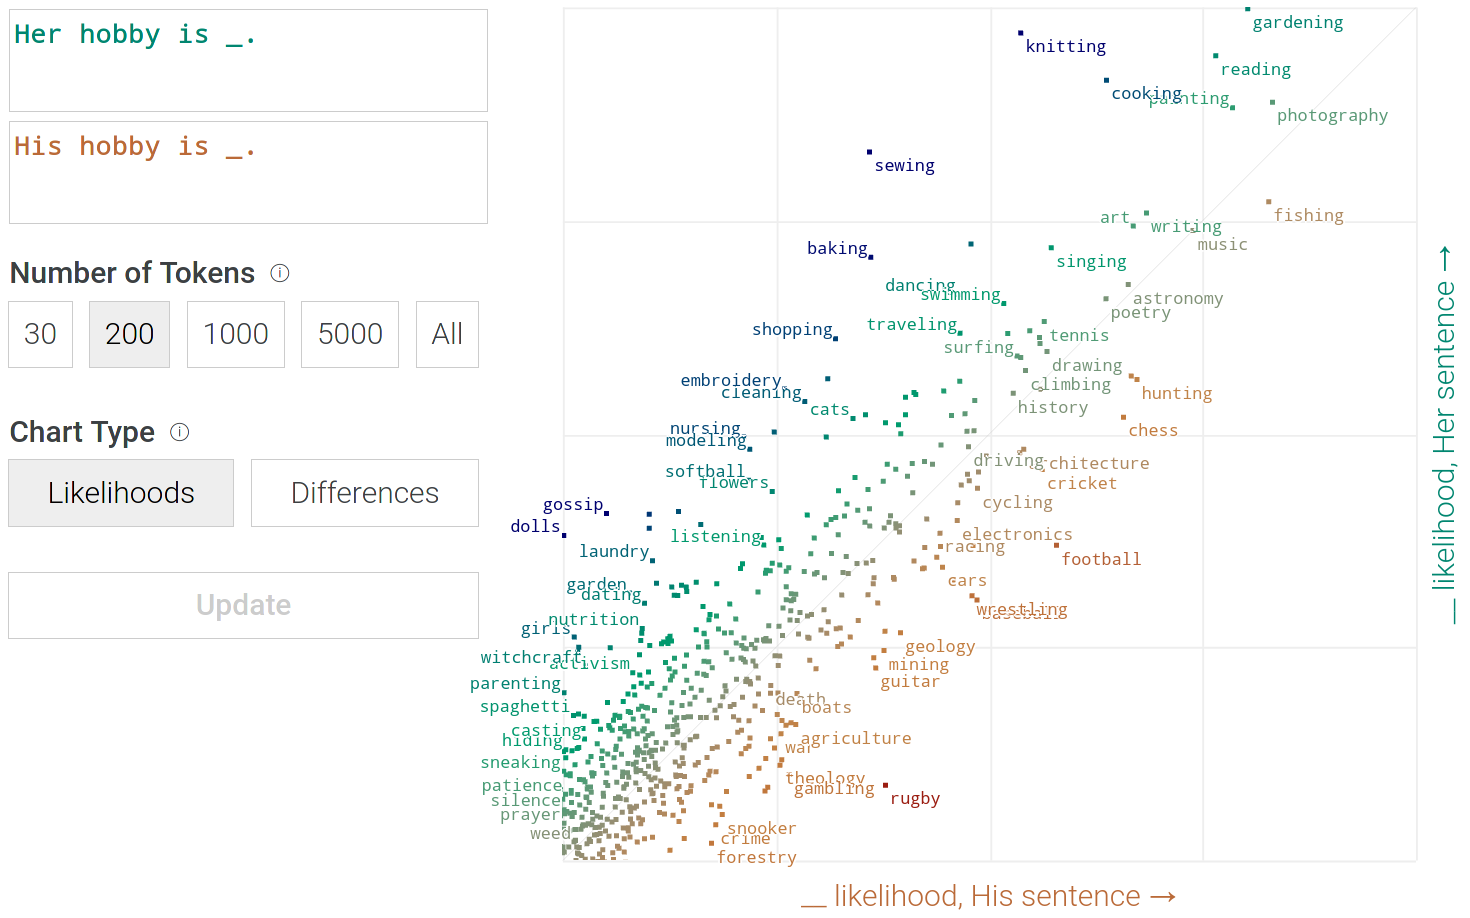 Her hobby is _.
His hobby is _.
Number of Tokens ⓘ
30 200 1000 5000 All
Chart Type ⓘ
Likelihoods Differences
Update
gardening
knitting
reading
cooking
painting
photography
sewing
fishing
art
writing
music
baking
singing
dancing
swimming
astronomy
poetry
shopping
traveling
tennis
surfing
drawing
embroidery
climbing
cleaning
hunting
cats
history
nursing
chess
modeling
driving
architecture
softball
flowers
cricket
gossip
cycling
dolls
listening
electronics
racing
laundry
football
garden
cars
dating
wrestling
baseball
nutrition
girls
geology
witchcraft
activism
mining
parenting
guitar
death
spaghetti
boats
casting
hiding
agriculture
war
sneaking
theology
patience
gambling
silence
rugby
prayer
weed
snooker
crime
forestry
__ likelihood, Her sentence →
__ likelihood, His sentence →